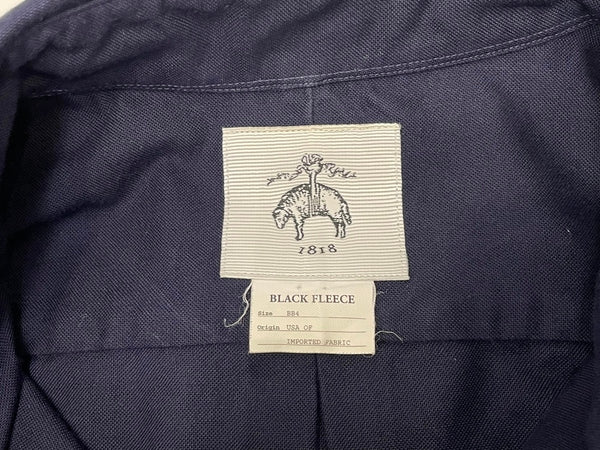 1818
BLACK FLEECE
Size BB4
Origin USA OF
IMPORTED FABRIC